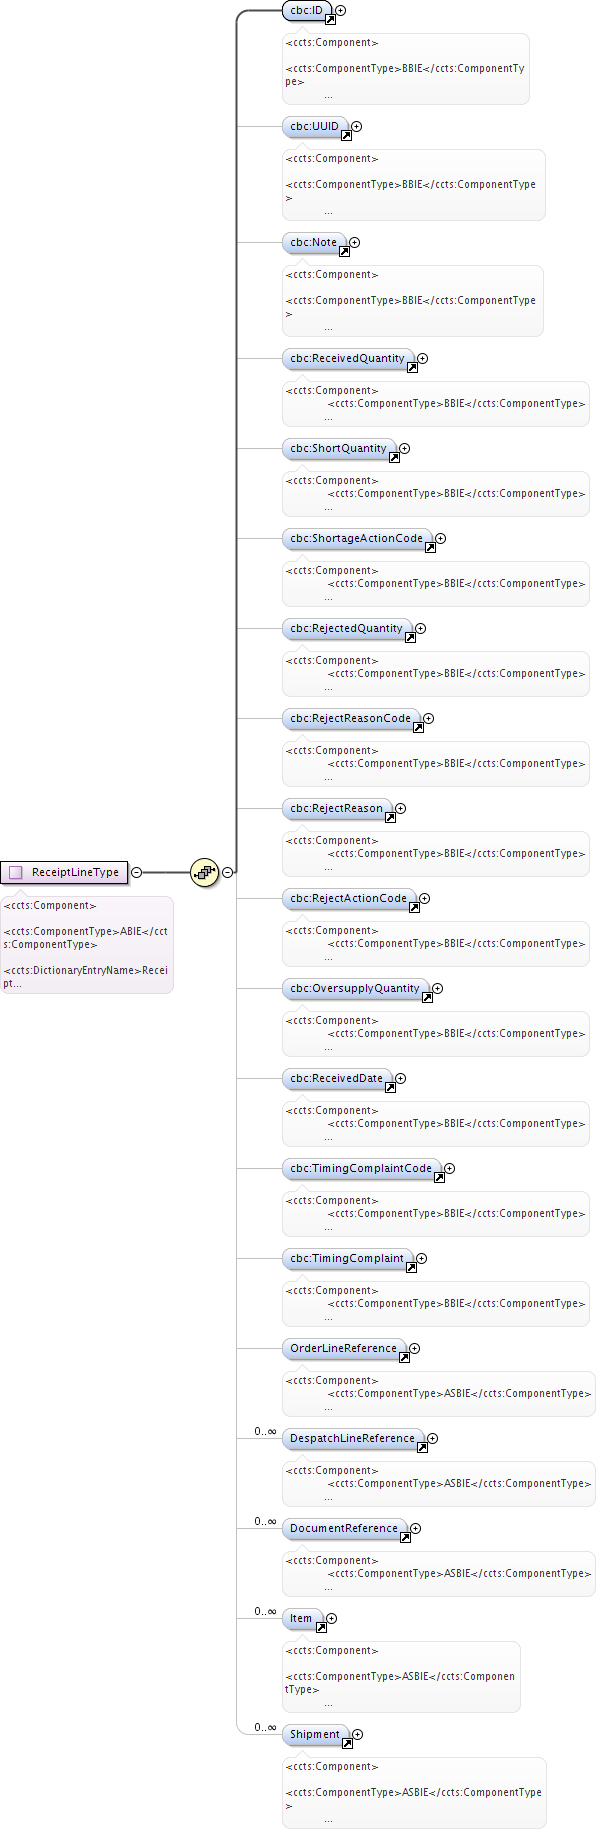 cbc:ID
<ccts:Component>
<ccts:ComponentType>BBIE</ccts:ComponentTy
pe>
...
cbc:UUID
<ccts:Component>
<ccts:ComponentType>BBIE</ccts:ComponentType
>
...
cbc:Note
<ccts:Component>
<ccts:ComponentType>BBIE</ccts:ComponentType
>
...
cbc:ReceivedQuantity
<ccts:Component>
<ccts:ComponentType>BBIE</ccts:ComponentType>
...
cbc:ShortQuantity
<ccts:Component>
<ccts:ComponentType>BBIE</ccts:ComponentType>
...
cbc:ShortageActionCode
<ccts:Component>
<ccts:ComponentType>BBIE</ccts:ComponentType>
...
cbc:RejectedQuantity
<ccts:Component>
<ccts:ComponentType>BBIE</ccts:ComponentType>
...
cbc:RejectReasonCode
<ccts:Component>
<ccts:ComponentType>BBIE</ccts:ComponentType>
...
cbc:RejectReason
<ccts:Component>
<ccts:ComponentType>BBIE</ccts:ComponentType>
...
ReceiptLineType
<ccts:Component>
<ccts:ComponentType>ABIE</cct
s:ComponentType>
<ccts:DictionaryEntryName>Recei
pt...
cbc:RejectActionCode
<ccts:Component>
<ccts:ComponentType>BBIE</ccts:ComponentType>
...
cbc:OversupplyQuantity
<ccts:Component>
<ccts:ComponentType>BBIE</ccts:ComponentType>
...
cbc:ReceivedDate
<ccts:Component>
<ccts:ComponentType>BBIE</ccts:ComponentType>
...
cbc:TimingComplaintCode
<ccts:Component>
<ccts:ComponentType>BBIE</ccts:ComponentType>
...
cbc:TimingComplaint
<ccts:Component>
<ccts:ComponentType>BBIE</ccts:ComponentType>
...
OrderLineReference
<ccts:Component>
<ccts:ComponentType>ASBIE</ccts:ComponentType>
...
0..∞ DespatchLineReference
<ccts:Component>
<ccts:ComponentType>ASBIE</ccts:ComponentType>
...
0..∞ DocumentReference
<ccts:Component>
<ccts:ComponentType>ASBIE</ccts:ComponentType>
...
0..∞ Item
<ccts:Component>
<ccts:ComponentType>ASBIE</ccts:Componen
tType>
...
0..∞ Shipment
<ccts:Component>
<ccts:ComponentType>ASBIE</ccts:ComponentType
>
...